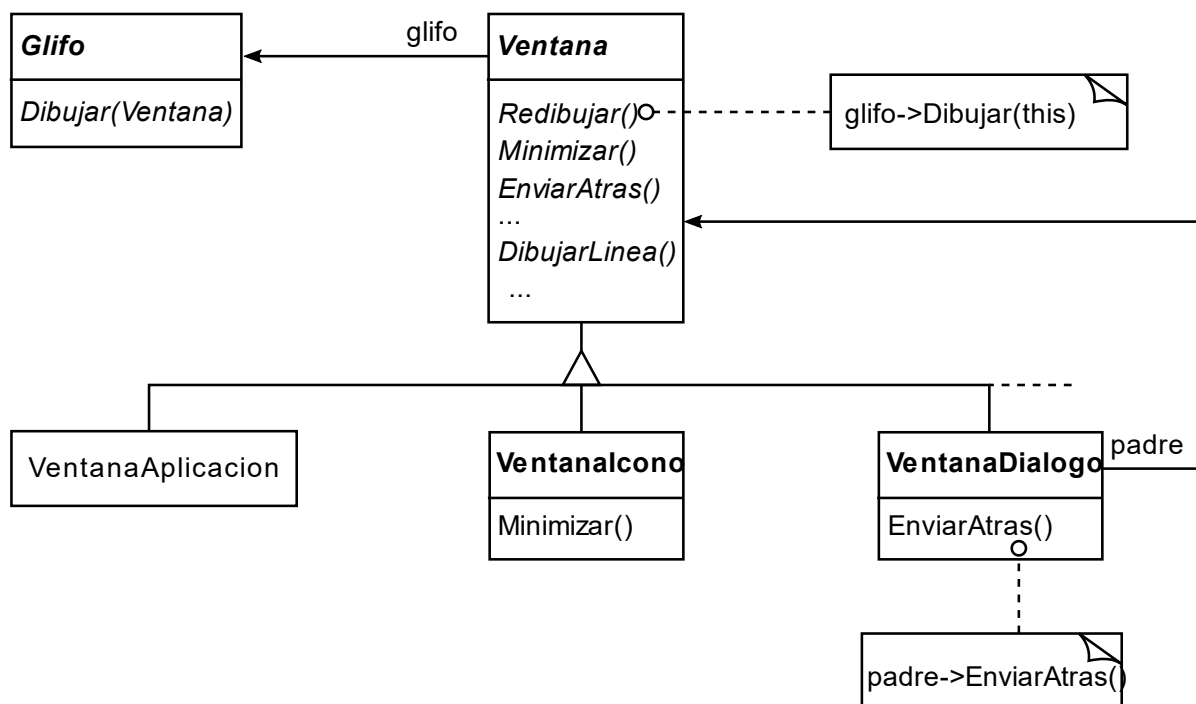 Glifo
Dibujar(Ventana)
glifo
Ventana
Redibujar()
Minimizar()
EnviarAtras()
...
DibujarLinea()
...
glifo->Dibujar(this)
VentanaAplicacion
VentanaIcono
Minimizar()
VentanaDialogo
EnviarAtras()
padre
padre->EnviarAtras()